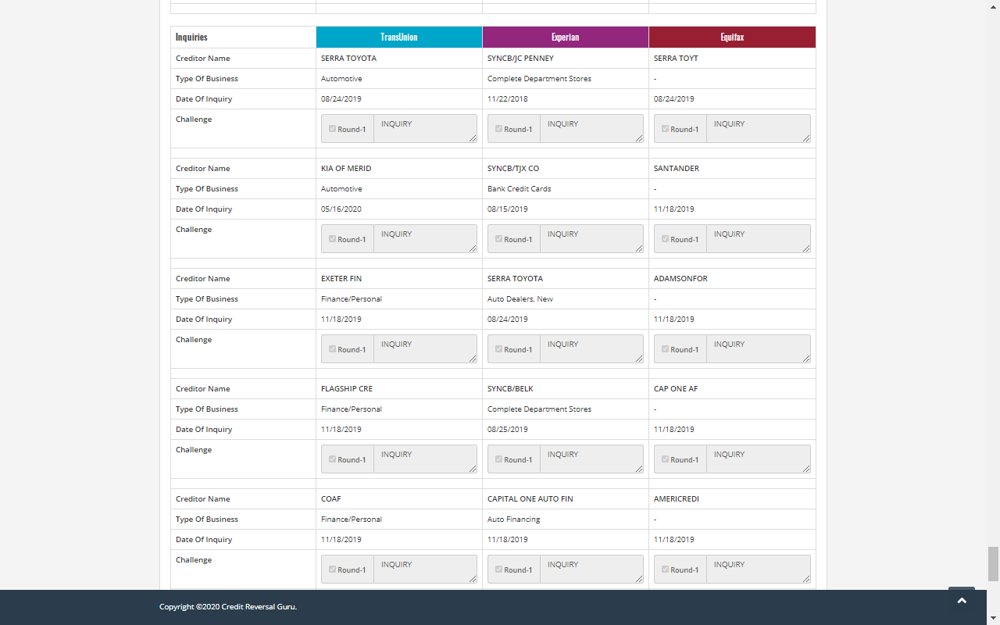 Inquiries TransUnion Experian Equifax
Creditor Name SERRA TOYOTA SYNCB/JC PENNEY SERRA TOYT
Type Of Business Automotive Complete Department Stores -
Date Of Inquiry 08/24/2019 11/22/2018 08/24/2019
Challenge Round-1 INQUIRY Round-1 INQUIRY Round-1 INQUIRY
Creditor Name KIA OF MERID SYNCB/TJX CO SANTANDER
Type Of Business Automotive Bank Credit Cards -
Date Of Inquiry 05/16/2020 08/15/2019 11/18/2019
Challenge Round-1 INQUIRY Round-1 INQUIRY Round-1 INQUIRY
Creditor Name EXETER FIN SERRA TOYOTA ADAMSONFOR
Type Of Business Finance/Personal Auto Dealers, New -
Date Of Inquiry 11/18/2019 08/24/2019 11/18/2019
Challenge Round-1 INQUIRY Round-1 INQUIRY Round-1 INQUIRY
Creditor Name FLAGSHIP CRE SYNCB/BELK CAP ONE AF
Type Of Business Finance/Personal Complete Department Stores -
Date Of Inquiry 11/18/2019 08/25/2019 11/18/2019
Challenge Round-1 INQUIRY Round-1 INQUIRY Round-1 INQUIRY
Creditor Name COAF CAPITAL ONE AUTO FIN AMERICREDI
Type Of Business Finance/Personal Auto Financing -
Date Of Inquiry 11/18/2019 11/18/2019 11/18/2019
Challenge Round-1 INQUIRY Round-1 INQUIRY Round-1 INQUIRY
Copyright ©2020 Credit Reversal Guru.